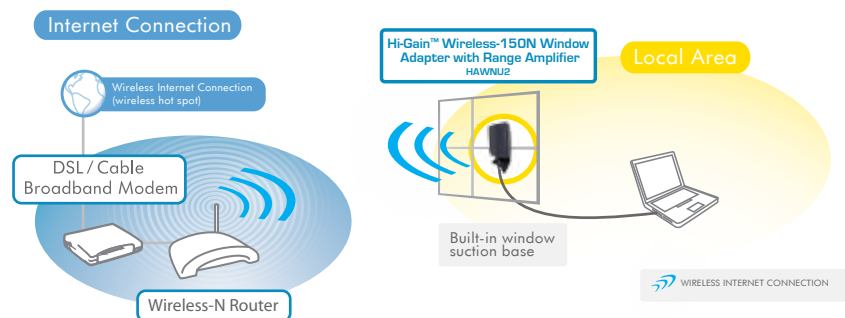 Internet Connection
Wireless Internet Connection
(wireless hot spot)
DSL / Cable
Broadband Modem
Wireless-N Router
Hi-Gain™ Wireless-150N Window
Adapter with Range Amplifier
HAWNU2
Local Area
Built-in window
suction base
WIRELESS INTERNET CONNECTION